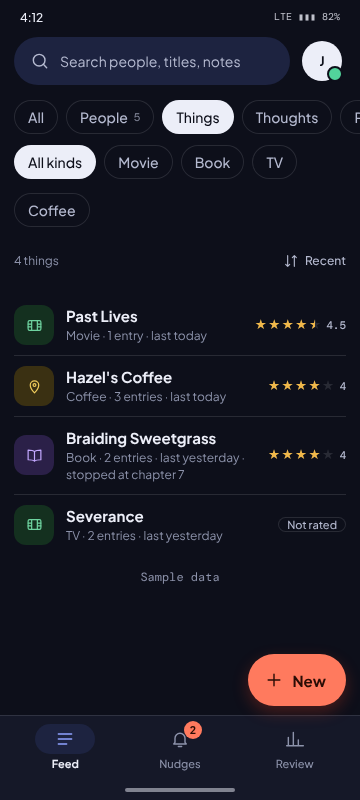 4:12
LTE 82%
Search people, titles, notes
J
All
People 5
Things
Thoughts
All kinds
Movie
Book
TV
Coffee
4 things
Recent
Past Lives
Movie · 1 entry · last today
★★★★★ 4.5
Hazel's Coffee
Coffee · 3 entries · last today
★★★★★ 4
Braiding Sweetgrass
Book · 2 entries · last yesterday ·
stopped at chapter 7
★★★★★ 4
Severance
TV · 2 entries · last yesterday
Not rated
Sample data
+ New
2
Feed
Nudges
Review